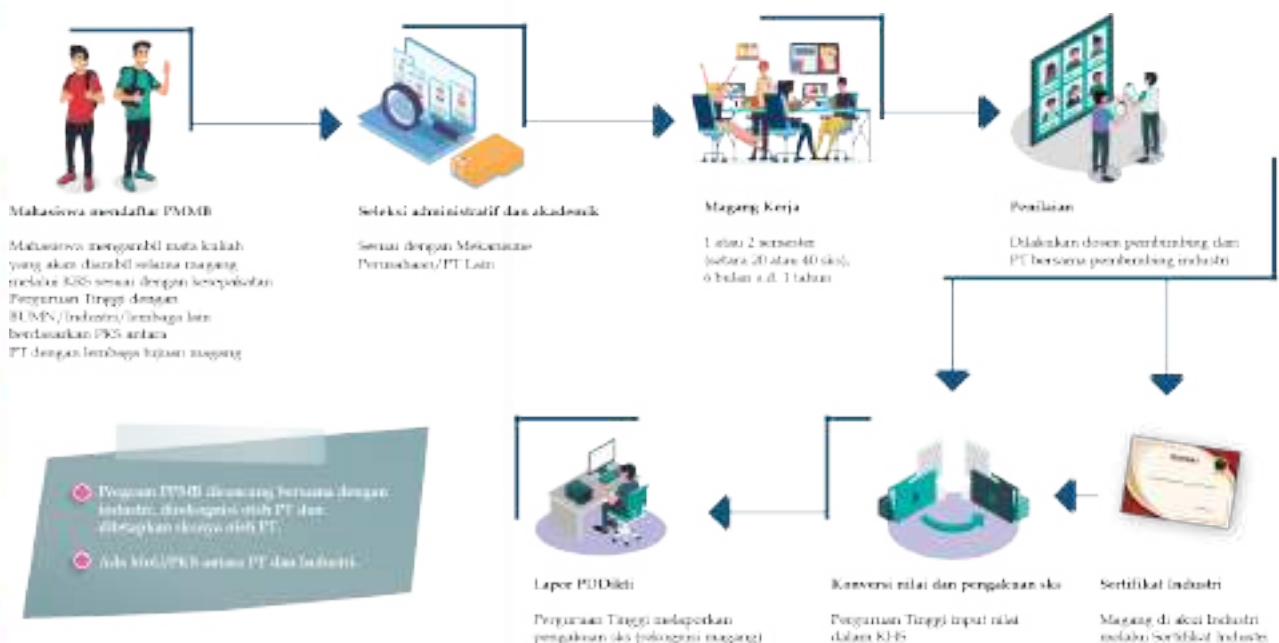 Mahasiswa mendaftar PMMB
Mahasiswa mengambil mata kuliah
yang akan diambil selama magang
melalui KRS sesuai dengan kesepakatan
Perguruan Tinggi dengan
BUMN/Industri/lembaga lain
berdasarkan PKS antara
PT dengan lembaga tujuan magang
Seleksi administratif dan akademik
Sesuai dengan Mekanisme
Perusahaan/PT Lain
Magang Kerja
1 atau 2 semester
(setara 20 atau 40 sks),
6 bulan s.d. 1 tahun
Penilaian
Dilakukan dosen pembimbing dari
PT bersama pembimbing industri
Program PPMB dirancang bersama dengan
industri, direkognisi oleh PT dan
ditetapkan sksnya oleh PT.
Ada MoU/PKS antara PT dan Industri.
Lapor PDDikti
Perguruan Tinggi melaporkan
pengakuan sks (rekognisi magang)
Konversi nilai dan pengakuan sks
Perguruan Tinggi input nilai
dalam KHS
Sertifikat Industri
Magang di akui Industri
melalui Sertifikat Industri